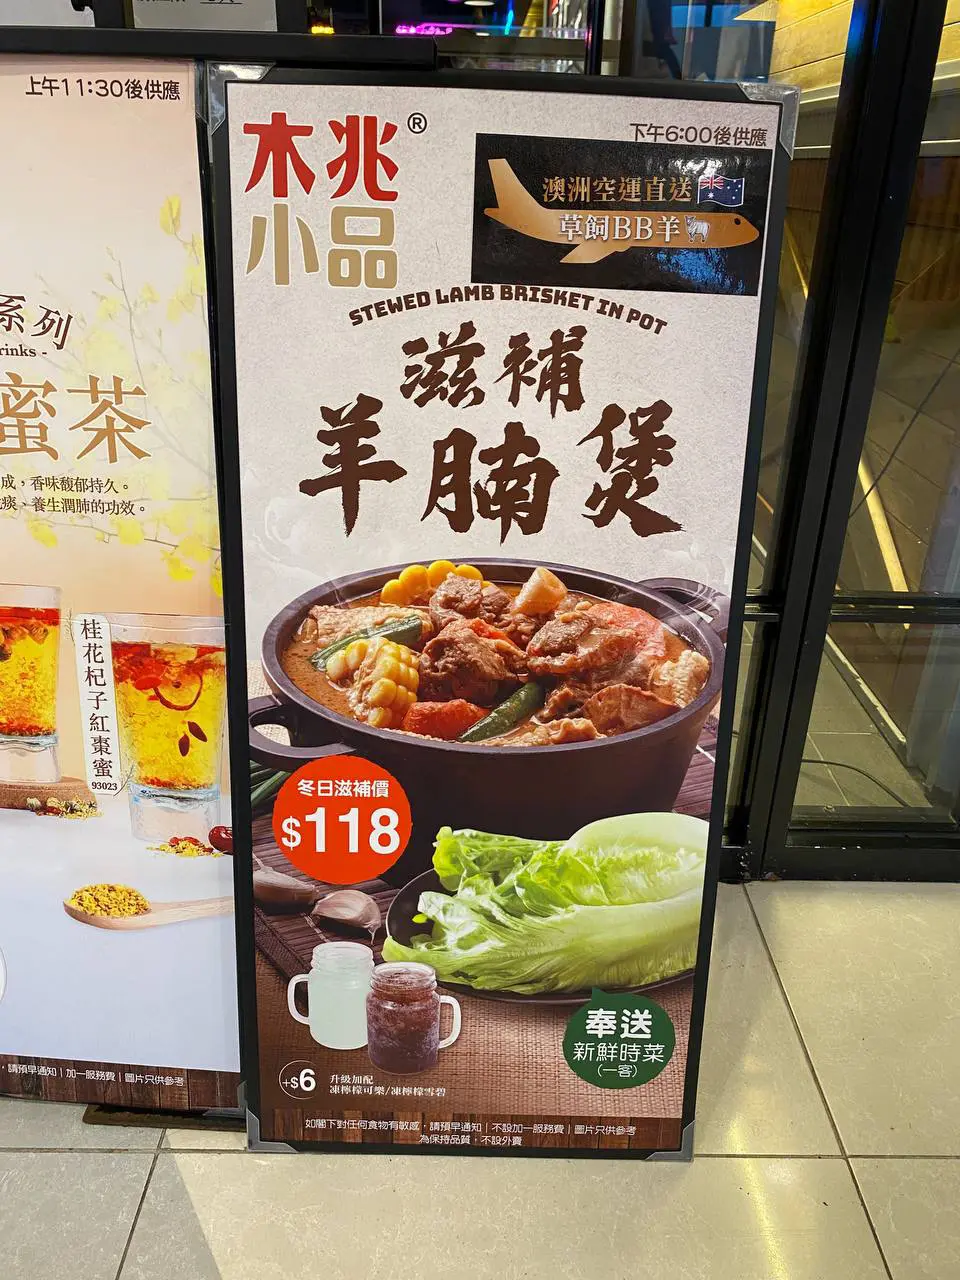 上午11:30後供應
系列
rinks -
蜜茶
成，香味馥郁持久。
痰、養生潤肺的功效。
桂花杞子紅棗蜜
93023
請預早通知｜加一服務費｜圖片只供參考
木兆®
小品
下午6:00後供應
澳洲空運直送
草飼BB羊
STEWED LAMB BRISKET IN POT
滋補
羊腩煲
冬日滋補價
$118
奉送
新鮮時菜
(一客)
+$6
升級加配
凍檸檬可樂/凍檸檬雪碧
如閣下對任何食物有敏感，請預早通知｜不設加一服務費｜圖片只供參考
為保持品質，不設外賣